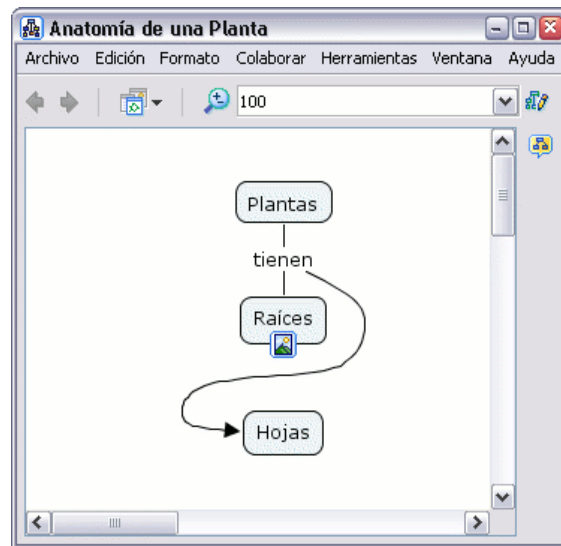 Anatomía de una Planta
Archivo Edición Formato Colaborar Herramientas Ventana Ayuda
100
Plantas
tienen
Raíces
Hojas